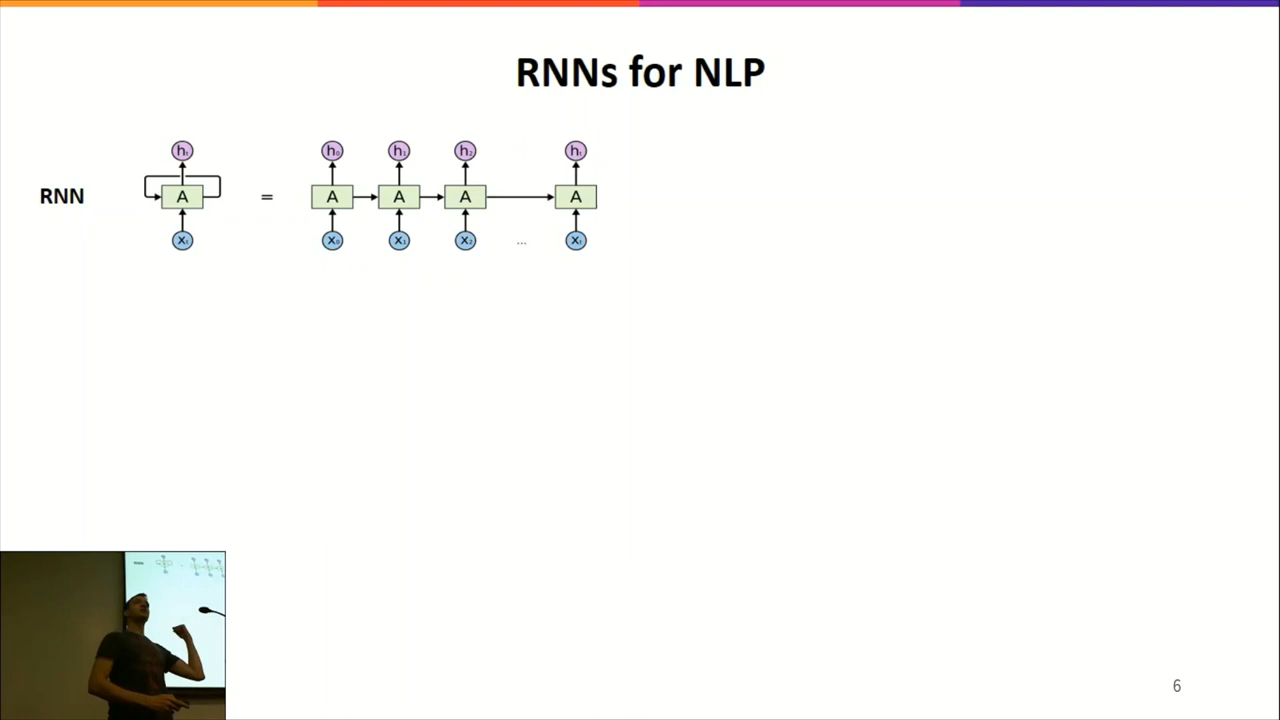 RNNs for NLP
h₀ h₁ h₂
RNN A = A A A A
x₀ x₁ x₂ ...
6